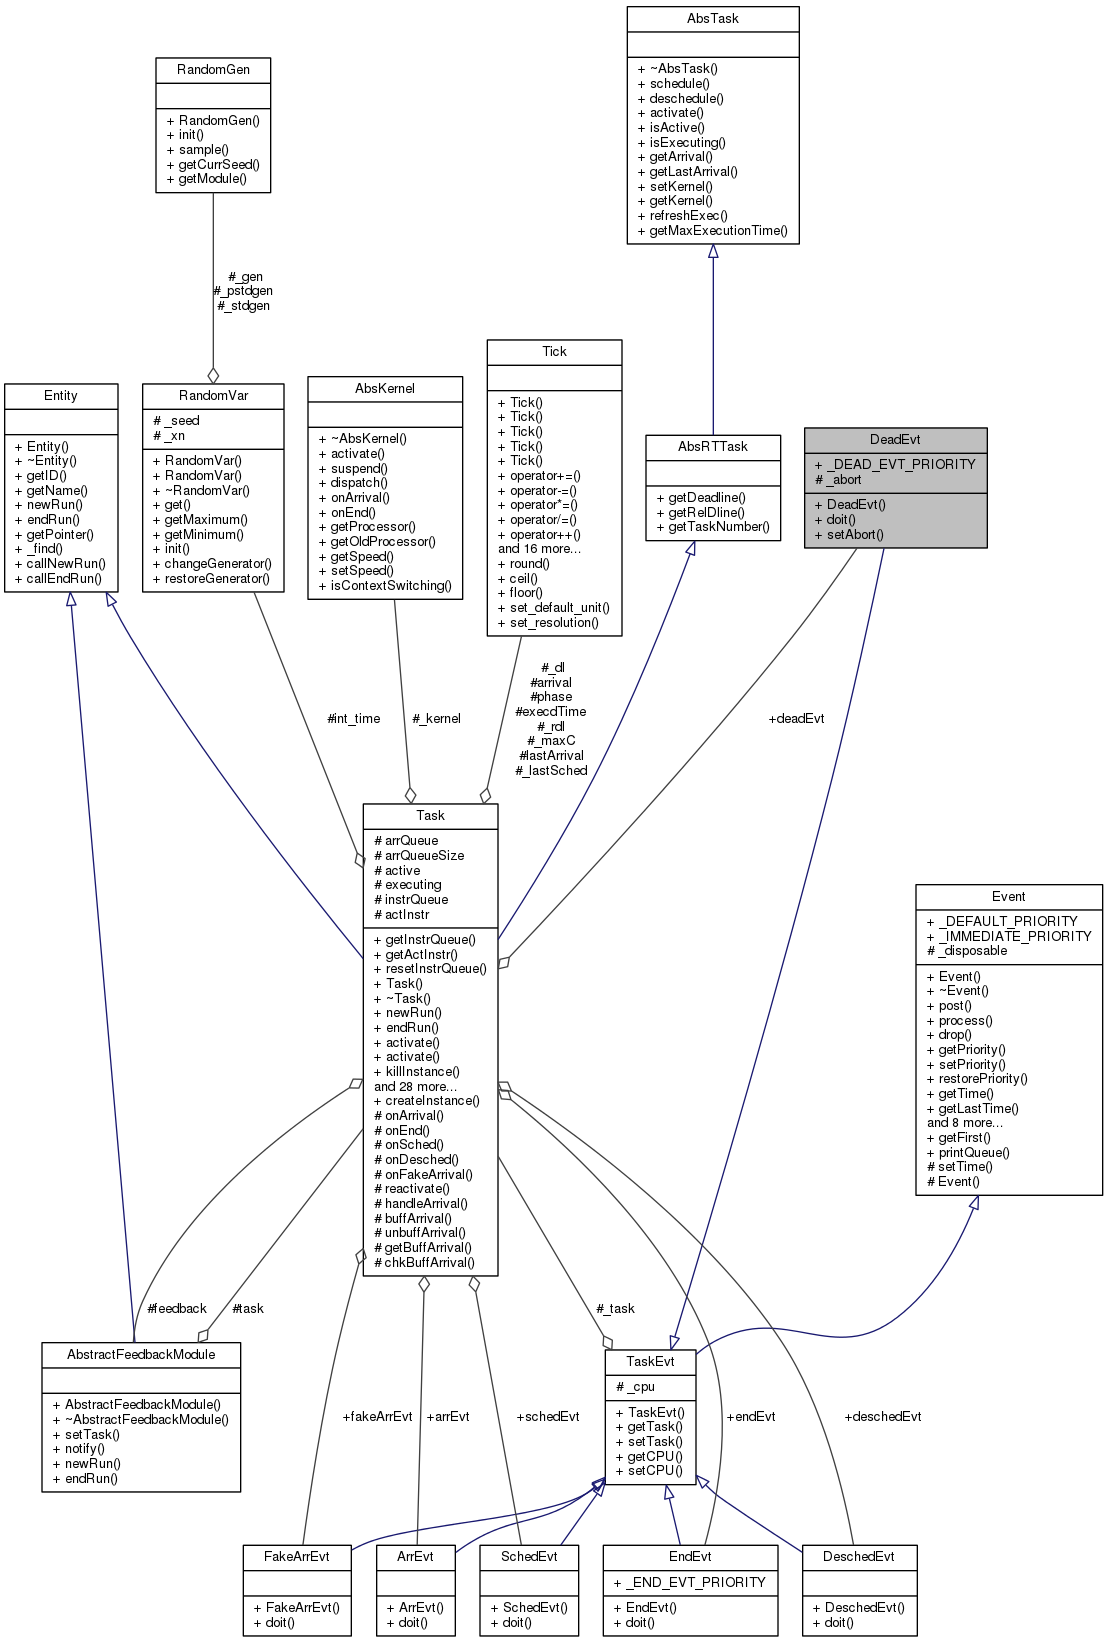 AbsTask
+ ~AbsTask()
+ schedule()
+ deschedule()
+ activate()
+ isActive()
+ isExecuting()
+ getArrival()
+ getLastArrival()
+ setKernel()
+ getKernel()
+ refreshExec()
+ getMaxExecutionTime()
RandomGen
+ RandomGen()
+ init()
+ sample()
+ getCurrSeed()
+ getModule()
#_gen
#_pstdgen
#_stdgen
Entity
+ Entity()
+ ~Entity()
+ getID()
+ getName()
+ newRun()
+ endRun()
+ getPointer()
+ _find()
+ callNewRun()
+ callEndRun()
RandomVar
# _seed
# _xn
+ RandomVar()
+ RandomVar()
+ ~RandomVar()
+ get()
+ getMaximum()
+ getMinimum()
+ init()
+ changeGenerator()
+ restoreGenerator()
AbsKernel
+ ~AbsKernel()
+ activate()
+ suspend()
+ dispatch()
+ onArrival()
+ onEnd()
+ getProcessor()
+ getOldProcessor()
+ getSpeed()
+ setSpeed()
+ isContextSwitching()
Tick
+ Tick()
+ Tick()
+ Tick()
+ Tick()
+ Tick()
+ operator+=()
+ operator-=()
+ operator*=()
+ operator/=()
+ operator++()
and 16 more...
+ round()
+ ceil()
+ floor()
+ set_default_unit()
+ set_resolution()
AbsRTTask
+ getDeadline()
+ getRelDline()
+ getTaskNumber()
DeadEvt
+ _DEAD_EVT_PRIORITY
# _abort
+ DeadEvt()
+ doit()
+ setAbort()
#int_time
#_kernel
#_dl
#arrival
#phase
#execdTime
#_rdl
#_maxC
#lastArrival
#_lastSched
+deadEvt
Task
# arrQueue
# arrQueueSize
# active
# executing
# instrQueue
# actInstr
+ getInstrQueue()
+ getActInstr()
+ resetInstrQueue()
+ Task()
+ ~Task()
+ newRun()
+ endRun()
+ activate()
+ activate()
+ killInstance()
and 28 more...
+ createInstance()
# onArrival()
# onEnd()
# onSched()
# onDesched()
# onFakeArrival()
# reactivate()
# handleArrival()
# buffArrival()
# unbuffArrival()
# getBuffArrival()
# chkBuffArrival()
Event
+ _DEFAULT_PRIORITY
+ _IMMEDIATE_PRIORITY
# _disposable
+ Event()
+ ~Event()
+ post()
+ process()
+ drop()
+ getPriority()
+ setPriority()
+ restorePriority()
+ getTime()
+ getLastTime()
and 8 more...
+ getFirst()
+ printQueue()
# setTime()
# Event()
#feedback
#task
#_task
AbstractFeedbackModule
+ AbstractFeedbackModule()
+ ~AbstractFeedbackModule()
+ setTask()
+ notify()
+ newRun()
+ endRun()
TaskEvt
# _cpu
+ TaskEvt()
+ getTask()
+ setTask()
+ getCPU()
+ setCPU()
+fakeArrEvt
+arrEvt
+schedEvt
+endEvt
+deschedEvt
FakeArrEvt
+ FakeArrEvt()
+ doit()
ArrEvt
+ ArrEvt()
+ doit()
SchedEvt
+ SchedEvt()
+ doit()
EndEvt
+ _END_EVT_PRIORITY
+ EndEvt()
+ doit()
DeschedEvt
+ DeschedEvt()
+ doit()